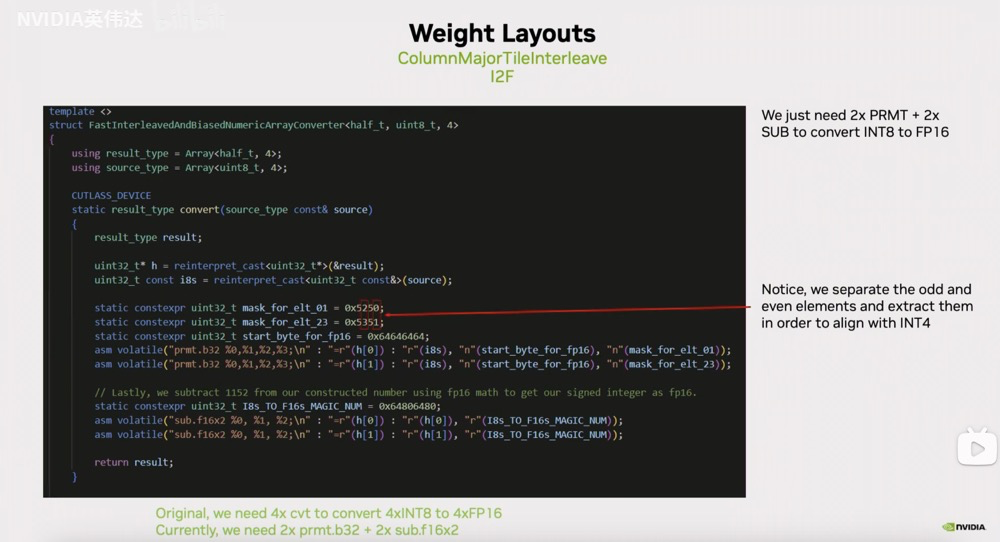 NVIDIA英伟达
Weight Layouts
ColumnMajorTileInterleave
I2F
template <>
struct FastInterleavedAndBiasedNumericArrayConverter<half_t, uint8_t, 4>
{
    using result_type = Array<half_t, 4>;
    using source_type = Array<uint8_t, 4>;
    CUTLASS_DEVICE
    static result_type convert(source_type const& source)
    {
        result_type result;
        uint32_t* h = reinterpret_cast<uint32_t*>(&result);
        uint32_t const i8s = reinterpret_cast<uint32_t const&>(source);
        static constexpr uint32_t mask_for_elt_01 = 0x5250;
        static constexpr uint32_t mask_for_elt_23 = 0x5351;
        static constexpr uint32_t start_byte_for_fp16 = 0x64646464;
        asm volatile("prmt.b32 %0,%1,%2,%3;\n" : "=r"(h[0]) : "r"(i8s), "n"(start_byte_for_fp16), "n"(mask_for_elt_01));
        asm volatile("prmt.b32 %0,%1,%2,%3;\n" : "=r"(h[1]) : "r"(i8s), "n"(start_byte_for_fp16), "n"(mask_for_elt_23));
        // Lastly, we subtract 1152 from our constructed number using fp16 math to get our signed integer as fp16.
        static constexpr uint32_t I8s_TO_F16s_MAGIC_NUM = 0x64806480;
        asm volatile("sub.f16x2 %0, %1, %2;\n" : "=r"(h[0]) : "r"(h[0]), "r"(I8s_TO_F16s_MAGIC_NUM));
        asm volatile("sub.f16x2 %0, %1, %2;\n" : "=r"(h[1]) : "r"(h[1]), "r"(I8s_TO_F16s_MAGIC_NUM));
        return result;
    }
We just need 2x PRMT + 2x
SUB to convert INT8 to FP16
Notice, we separate the odd and
even elements and extract them
in order to align with INT4
Original, we need 4x cvt to convert 4xINT8 to 4xFP16
Currently, we need 2x prmt.b32 + 2x sub.f16x2
NVIDIA.